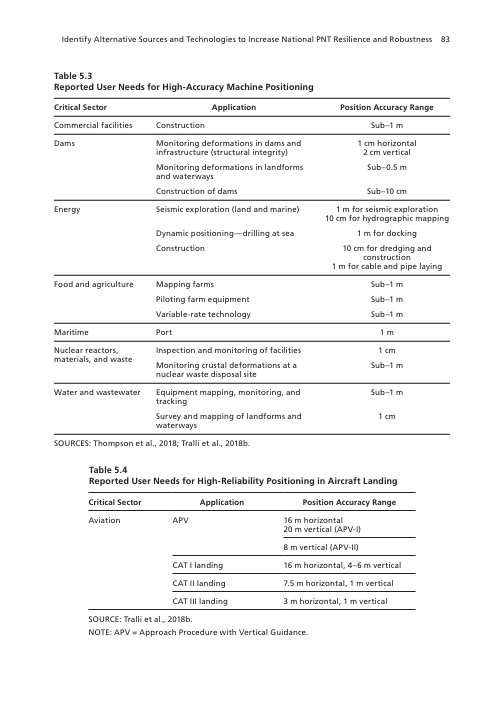 Identify Alternative Sources and Technologies to Increase National PNT Resilience and Robustness 83
Table 5.3
Reported User Needs for High-Accuracy Machine Positioning
Critical Sector Application Position Accuracy Range
Commercial facilities Construction Sub–1 m
Dams Monitoring deformations in dams and 1 cm horizontal
infrastructure (structural integrity) 2 cm vertical
Monitoring deformations in landforms Sub–0.5 m
and waterways
Construction of dams Sub–10 cm
Energy Seismic exploration (land and marine) 1 m for seismic exploration
10 cm for hydrographic mapping
Dynamic positioning—drilling at sea 1 m for docking
Construction 10 cm for dredging and
construction
1 m for cable and pipe laying
Food and agriculture Mapping farms Sub–1 m
Piloting farm equipment Sub–1 m
Variable-rate technology Sub–1 m
Maritime Port 1 m
Nuclear reactors, Inspection and monitoring of facilities 1 cm
materials, and waste
Monitoring crustal deformations at a Sub–1 m
nuclear waste disposal site
Water and wastewater Equipment mapping, monitoring, and Sub–1 m
tracking
Survey and mapping of landforms and 1 cm
waterways
SOURCES: Thompson et al., 2018; Tralli et al., 2018b.
Table 5.4
Reported User Needs for High-Reliability Positioning in Aircraft Landing
Critical Sector Application Position Accuracy Range
Aviation APV 16 m horizontal
20 m vertical (APV-I)
8 m vertical (APV-II)
CAT I landing 16 m horizontal, 4–6 m vertical
CAT II landing 7.5 m horizontal, 1 m vertical
CAT III landing 3 m horizontal, 1 m vertical
SOURCE: Tralli et al., 2018b.
NOTE: APV = Approach Procedure with Vertical Guidance.